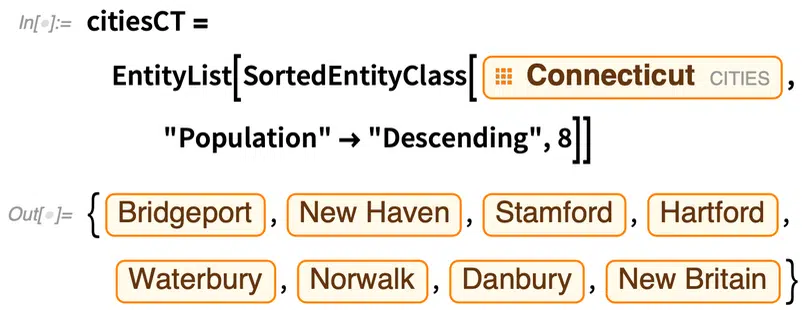 In[•]:= citiesCT =
EntityList[SortedEntityClass[ Connecticut CITIES ,
"Population" → "Descending", 8]]
Out[•]= { Bridgeport , New Haven , Stamford , Hartford ,
Waterbury , Norwalk , Danbury , New Britain }